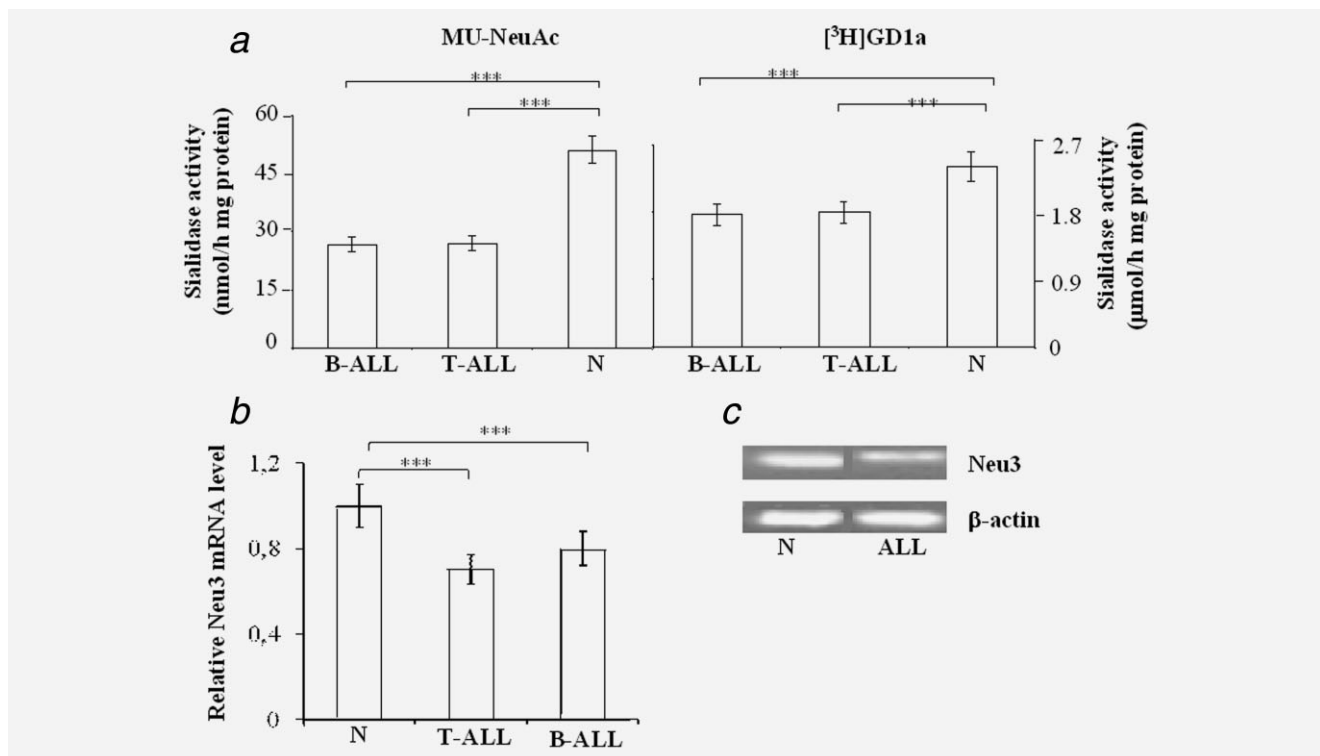 a
MU-NeuAc
[³H]GD1a
***
***
***
***
Sialidase activity
(nmol/h mg protein)
60
45
30
15
0
2.7
1.8
0.9
0
Sialidase activity
(µmol/h mg protein)
B-ALL T-ALL N
B-ALL T-ALL N
b
***
***
Relative Neu3 mRNA level
1,2
0,8
0,4
0
N T-ALL B-ALL
c
Neu3
β-actin
N ALL